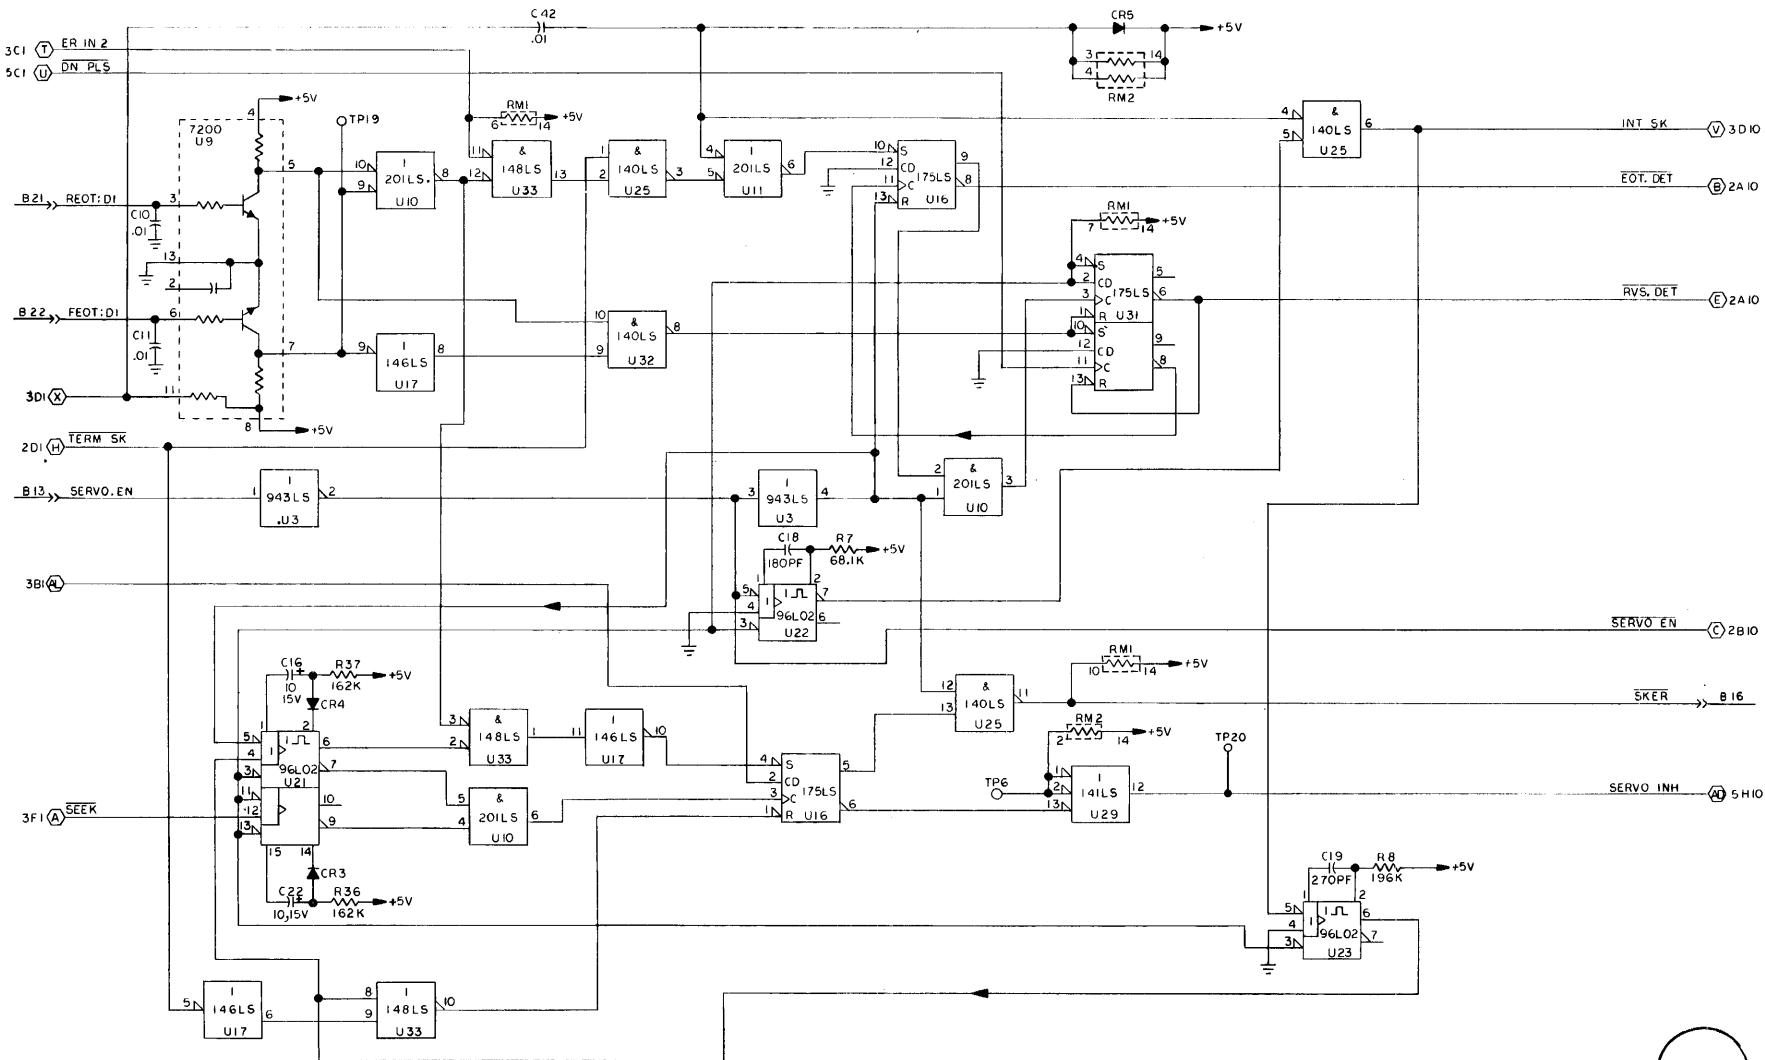 C42
.01
CR5
+5V
3C1 T ER IN 2
5C1 U DN PLS
3 14
4
RM2
+5V
4
7200
U9
TP19
RM1
6 14 +5V
5
10 1 201LS. 8
9 U10
11 & 148LS 13
12 U33
1 & 140LS 3
2 U25
4 1 201LS 6
5 U11
10 S 9
12 CD 175LS
11 C 8
13 R U16
4 & 140LS 6
5 U25
INT SK V 3D10
EOT. DET B 2A10
B21 REOT:D1 3
C10
.01
13
2
RM1
7 14 +5V
4 S 5
2 CD
3 C 175LS 6
1 R U31
10 S 9
12 CD
11 C 8
13 R
RVS. DET E 2A10
B22 FEOT:D1 6
C11
.01
7
10 & 140LS 8
9 U32
9 1 146LS 8
U17
3D1 X 11
8 +5V
2D1 H TERM SK
B13 SERVO.EN 1 1 943LS 2
.U3
3 1 943LS 4
U3
2 & 201LS 3
1 U10
C18
180PF
R7
68.1K
+5V
3B1 AL
1 2
5 1 7
4 1 96L02 6
3 U22
SERVO EN C 2B10
C16
10
15V
R37
162K
+5V
CR4
RM1
10 14 +5V
12 & 140LS 11
13 U25
SKER B16
1 2
5 1 6
4 1 96L02 7
3 U21
11 10
12
13 9
15 14
3 & 148LS 1
2 U33
11 1 146LS 10
U17
5 & 201LS 6
4 U10
4 S 5
2 CD 175LS
3 C 6
1 R U16
RM2
2 14 +5V
TP6
TP20
1 1
2 141LS 12
13 U29
SERVO INH AD 5H10
3F1 A SEEK
CR3
C22
10,15V
R36
162K
+5V
C19
270PF
R8
196K
+5V
1 2
5 1 6
4 1 96L02 7
3 U23
5 1 146LS 6
U17
8 1 148LS 10
9 U33